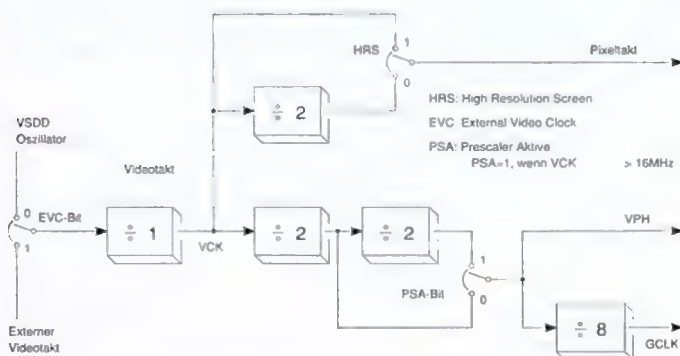 1
HRS
Pixeltakt
0
÷ 2
HRS: High Resolution Screen
EVC: External Video Clock
PSA: Prescaler Aktive
PSA=1, wenn VCK > 16MHz
VSDD
Oszillator
Videotakt
0
EVC-Bit
1
÷ 1
VCK
÷ 2
÷ 2
1
PSA-Bit
0
VPH
÷ 8
GCLK
Externer
Videotakt